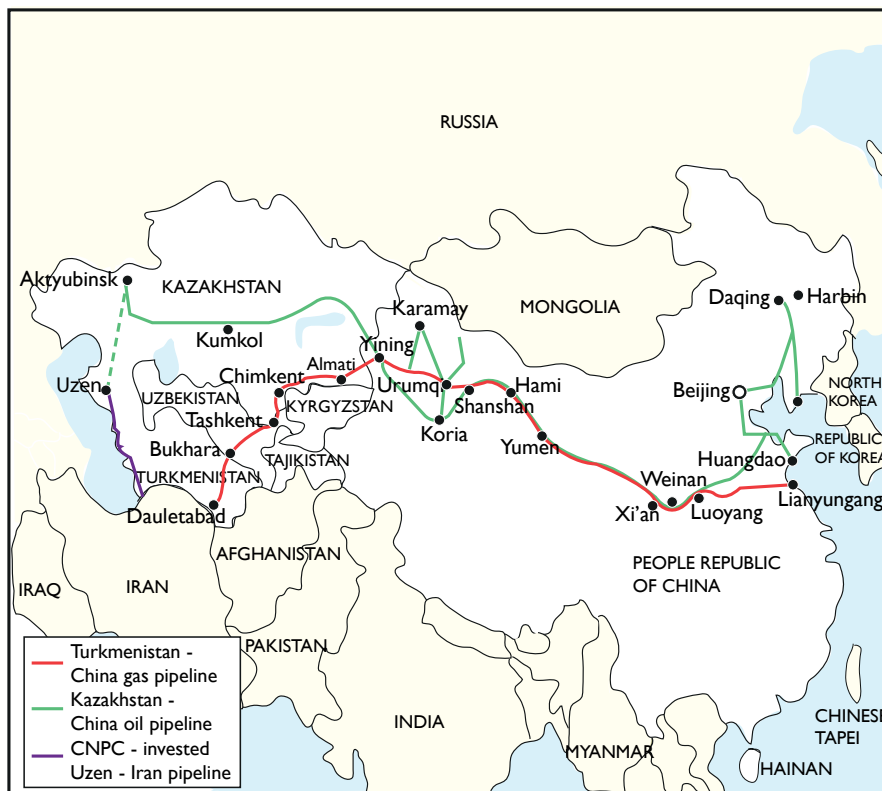 RUSSIA
Aktyubinsk
KAZAKHSTAN
Karamay
MONGOLIA
Daqing
Harbin
Kumkol
Yining
Almati
Uzen
Chimkent
Urumq
Hami
Shanshan
Beijing
NORTH
KOREA
UZBEKISTAN
KYRGYZSTAN
Tashkent
Koria
Yumen
REPUBLIC
OF KOREA
Bukhara
TAJIKISTAN
Huangdao
TURKMENISTAN
Weinan
Lianyungang
Dauletabad
Xi'an
Luoyang
AFGHANISTAN
PEOPLE REPUBLIC
OF CHINA
IRAQ
IRAN
PAKISTAN
Turkmenistan -
China gas pipeline
Kazakhstan -
China oil pipeline
CNPC - invested
Uzen - Iran pipeline
INDIA
MYANMAR
CHINESE
TAPEI
HAINAN